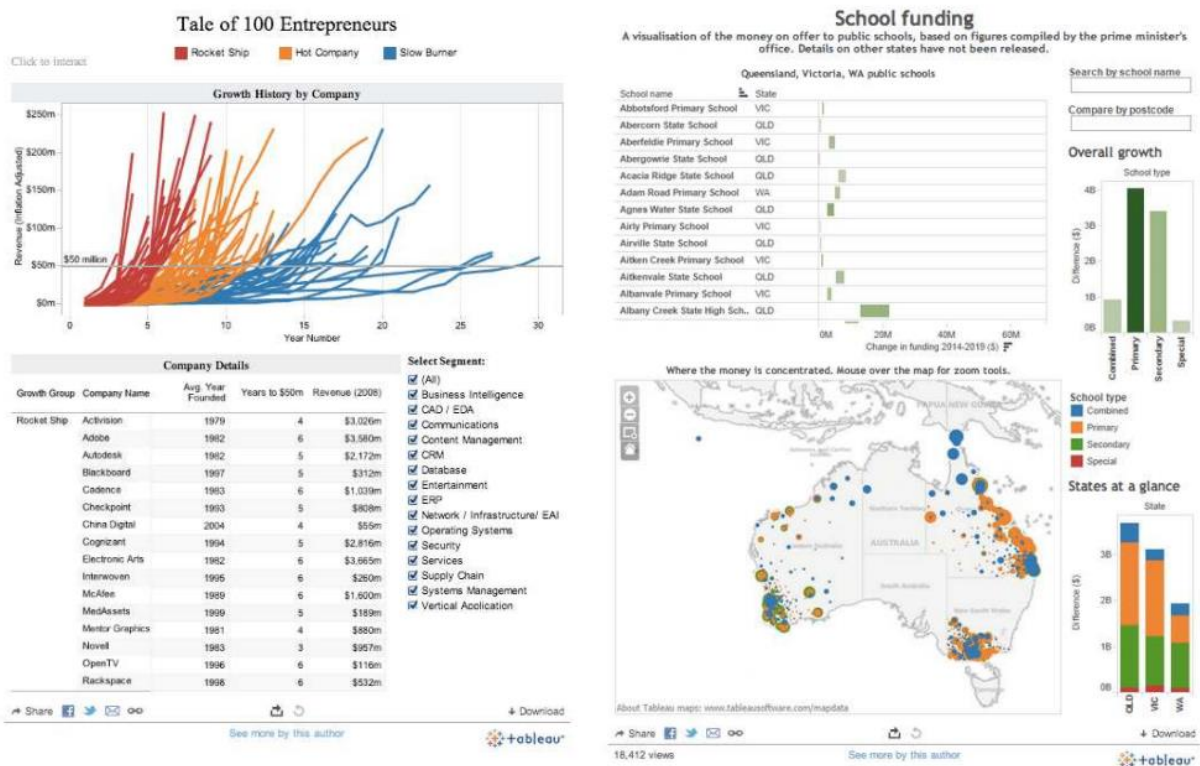 Tale of 100 Entrepreneurs
Rocket Ship Hot Company Slow Burner
Click to interact
Growth History by Company
$250m
$200m
$150m
$100m
$50m
$0m
$50 million
Revenue (Inflation Adjusted)
0 5 10 15 20 25 30
Year Number
Company Details
Growth Group Company Name Avg. Year Founded Years to $50m Revenue (2008)
Rocket Ship Activision 1979 4 $3,026m
Adobe 1982 6 $3,580m
Autodesk 1982 5 $2,172m
Blackboard 1997 5 $312m
Cadence 1983 6 $1,039m
Checkpoint 1993 5 $808m
China Digital 2004 4 $55m
Cognizant 1994 5 $2,816m
Electronic Arts 1982 6 $3,665m
Interwoven 1995 6 $260m
McAfee 1989 6 $1,600m
MedAssets 1999 5 $189m
Mentor Graphics 1981 4 $880m
Novell 1983 3 $957m
OpenTV 1996 6 $116m
Rackspace 1998 6 $532m
Select Segment:
(All)
Business Intelligence
CAD / EDA
Communications
Content Management
CRM
Database
Entertainment
ERP
Network / Infrastructure/ EAI
Operating Systems
Security
Services
Supply Chain
Systems Management
Vertical Application
Share
Download
See more by this author
+ableau
School funding
A visualisation of the money on offer to public schools, based on figures compiled by the prime minister's
office. Details on other states have not been released.
Queensland, Victoria, WA public schools
School name State
Abbotsford Primary School VIC
Abercorn State School QLD
Aberfeldie Primary School VIC
Abergowrie State School QLD
Acacia Ridge State School QLD
Adam Road Primary School WA
Agnes Water State School QLD
Airly Primary School VIC
Airville State School QLD
Aitken Creek Primary School VIC
Aitkenvale State School QLD
Albanvale Primary School VIC
Albany Creek State High Sch.. QLD
0M 20M 40M 60M
Change in funding 2014-2019 ($)
Search by school name
Compare by postcode
Overall growth
School type
4B
3B
2B
1B
0B
Difference ($)
Combined
Primary
Secondary
Special
Where the money is concentrated. Mouse over the map for zoom tools.
PAPUA NEW GUINEA
Northern Territory
Western Australia
AUSTRALIA
South Australia
New South Wales
About Tableau maps: www.tableausoftware.com/mapdata
School type
Combined
Primary
Secondary
Special
States at a glance
State
3B
2B
1B
0B
Difference ($)
QLD
VIC
WA
Share
Download
18,412 views
See more by this author
+ableau